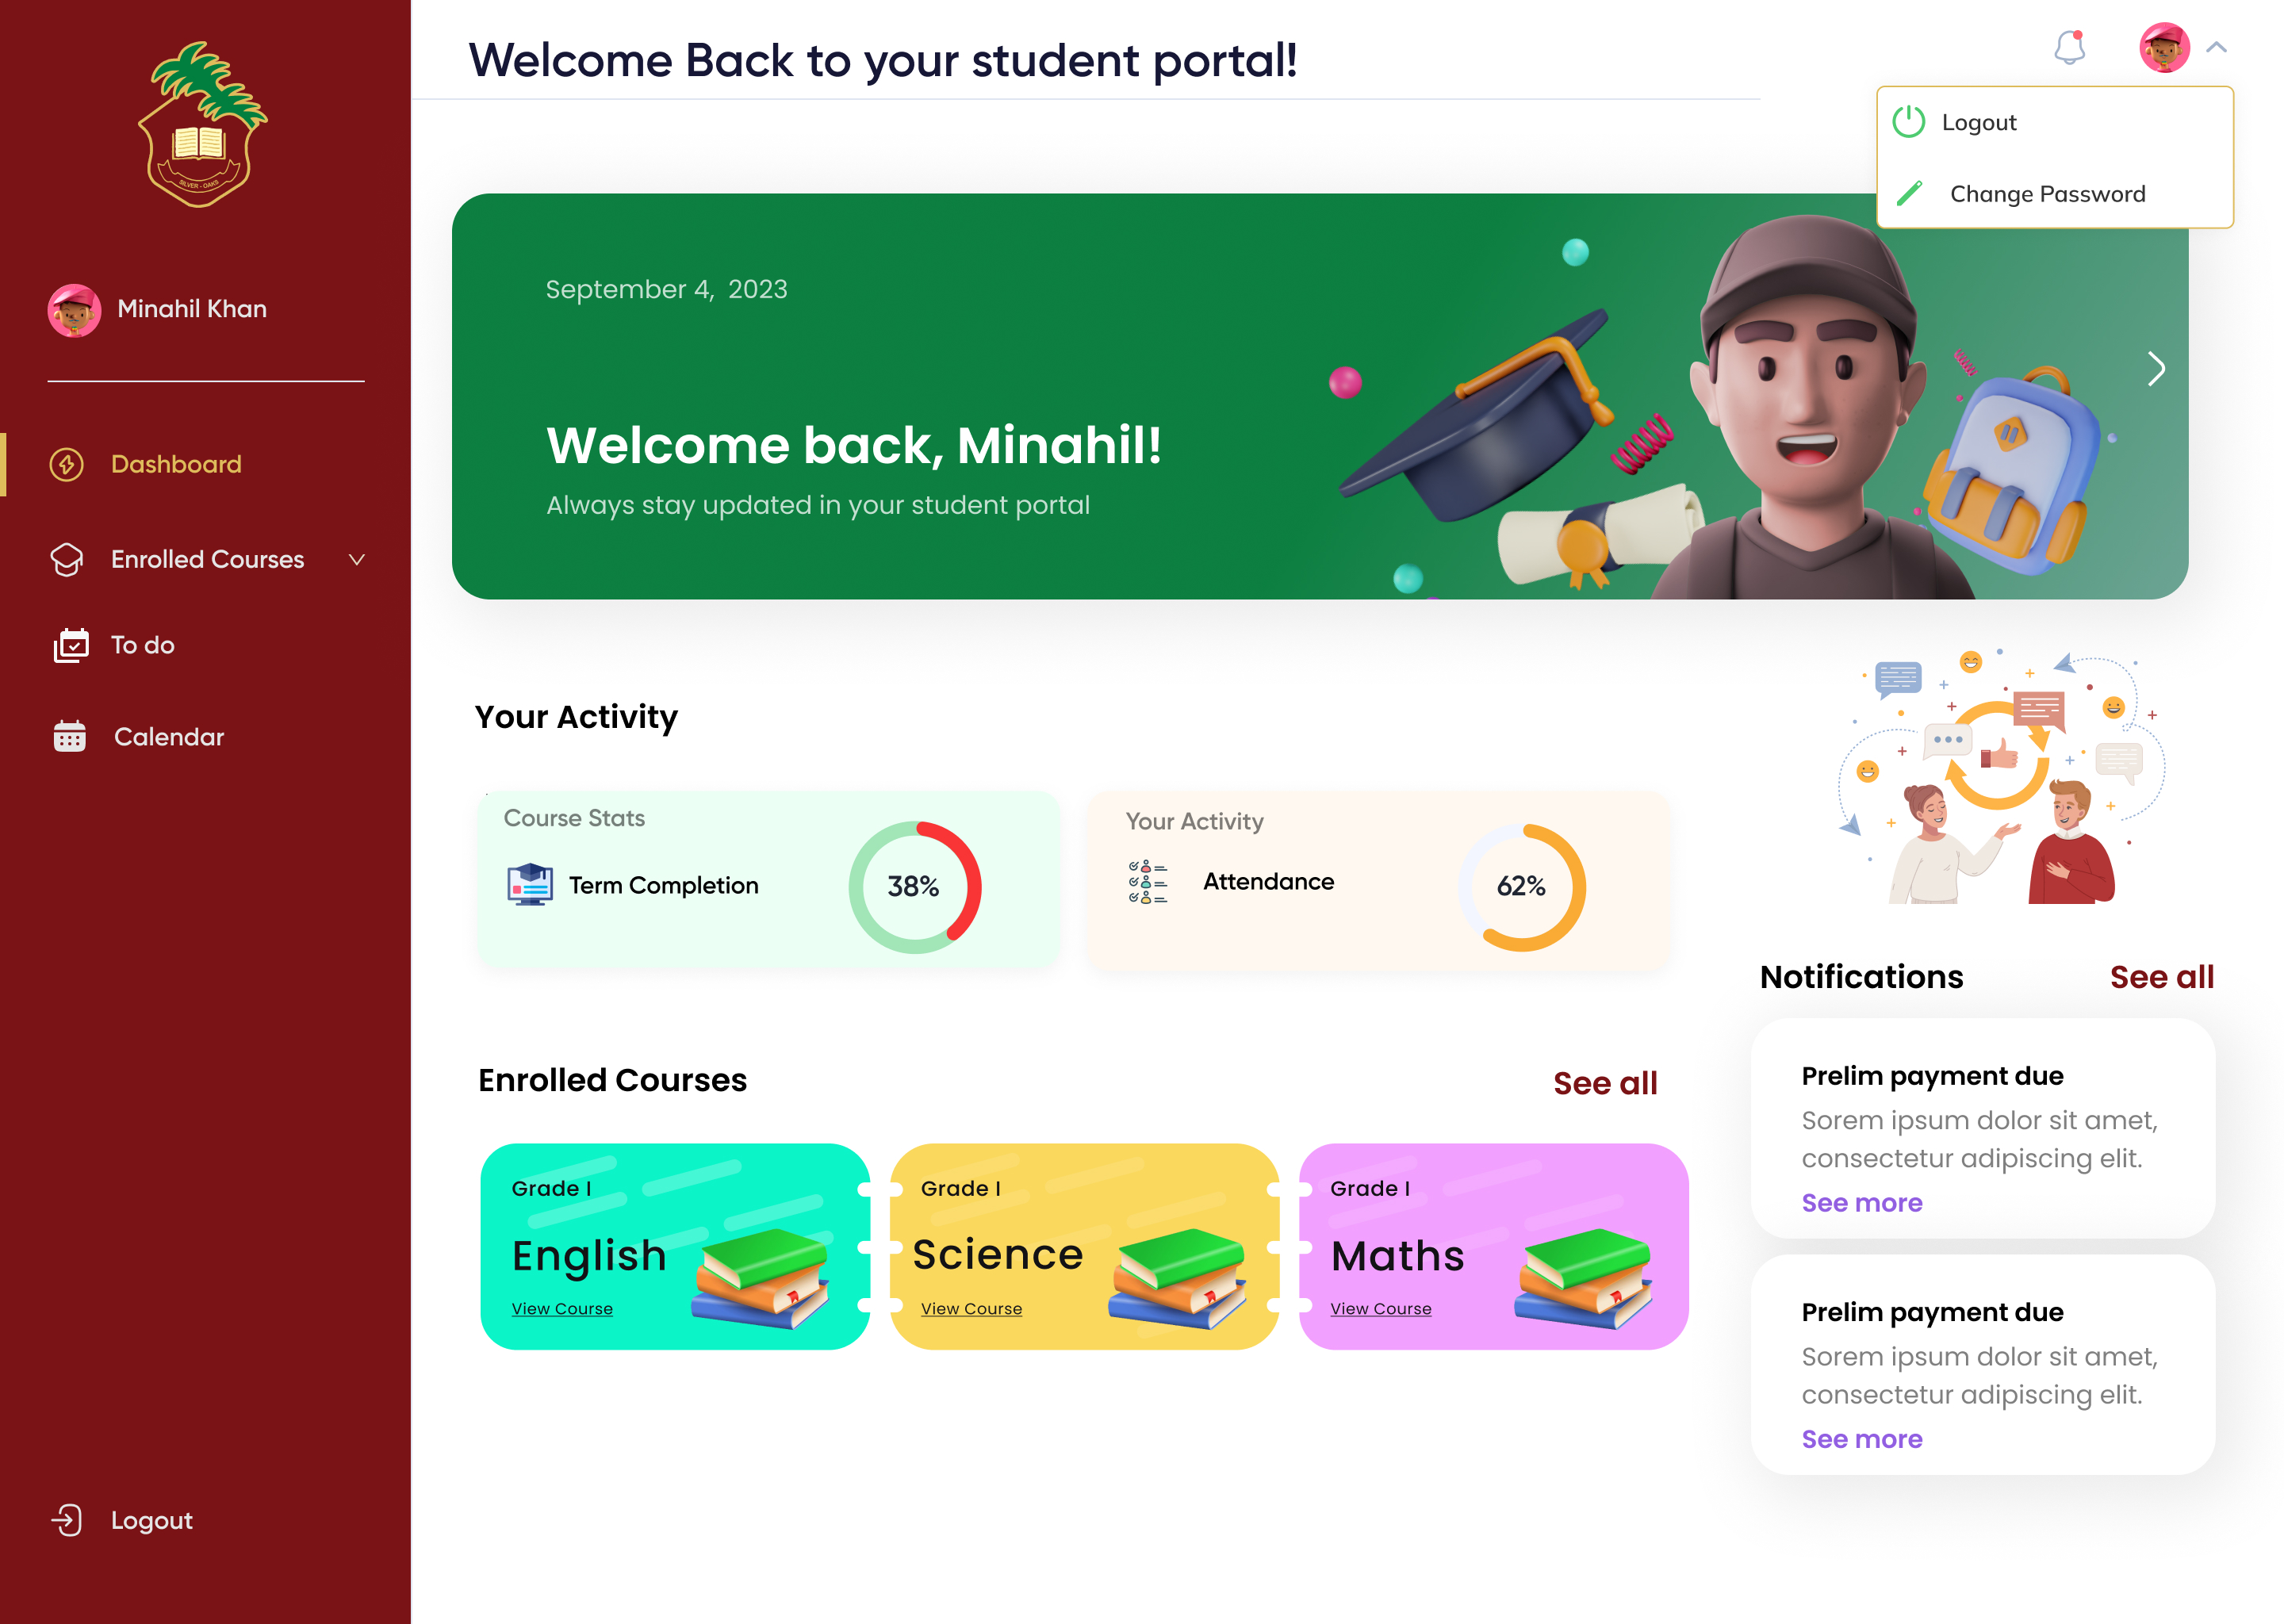 SILVER - OAKS
Minahil Khan
Dashboard
Enrolled Courses
To do
Calendar
Logout
Welcome Back to your student portal!
Logout
Change Password
September 4, 2023
Welcome back, Minahil!
Always stay updated in your student portal
Your Activity
Course Stats
Term Completion
38%
Your Activity
Attendance
62%
Enrolled Courses
See all
Grade I
English
View Course
Grade I
Science
View Course
Grade I
Maths
View Course
Notifications
See all
Prelim payment due
Sorem ipsum dolor sit amet,
consectetur adipiscing elit.
See more
Prelim payment due
Sorem ipsum dolor sit amet,
consectetur adipiscing elit.
See more